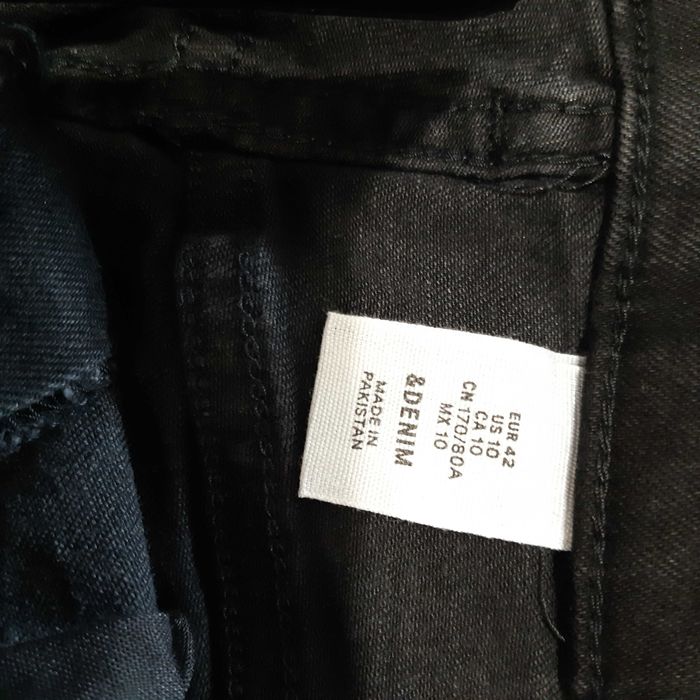 EUR 42
US 10
CA 10
CN 170/80A
MX 10
&DENIM
MADE IN
PAKISTAN